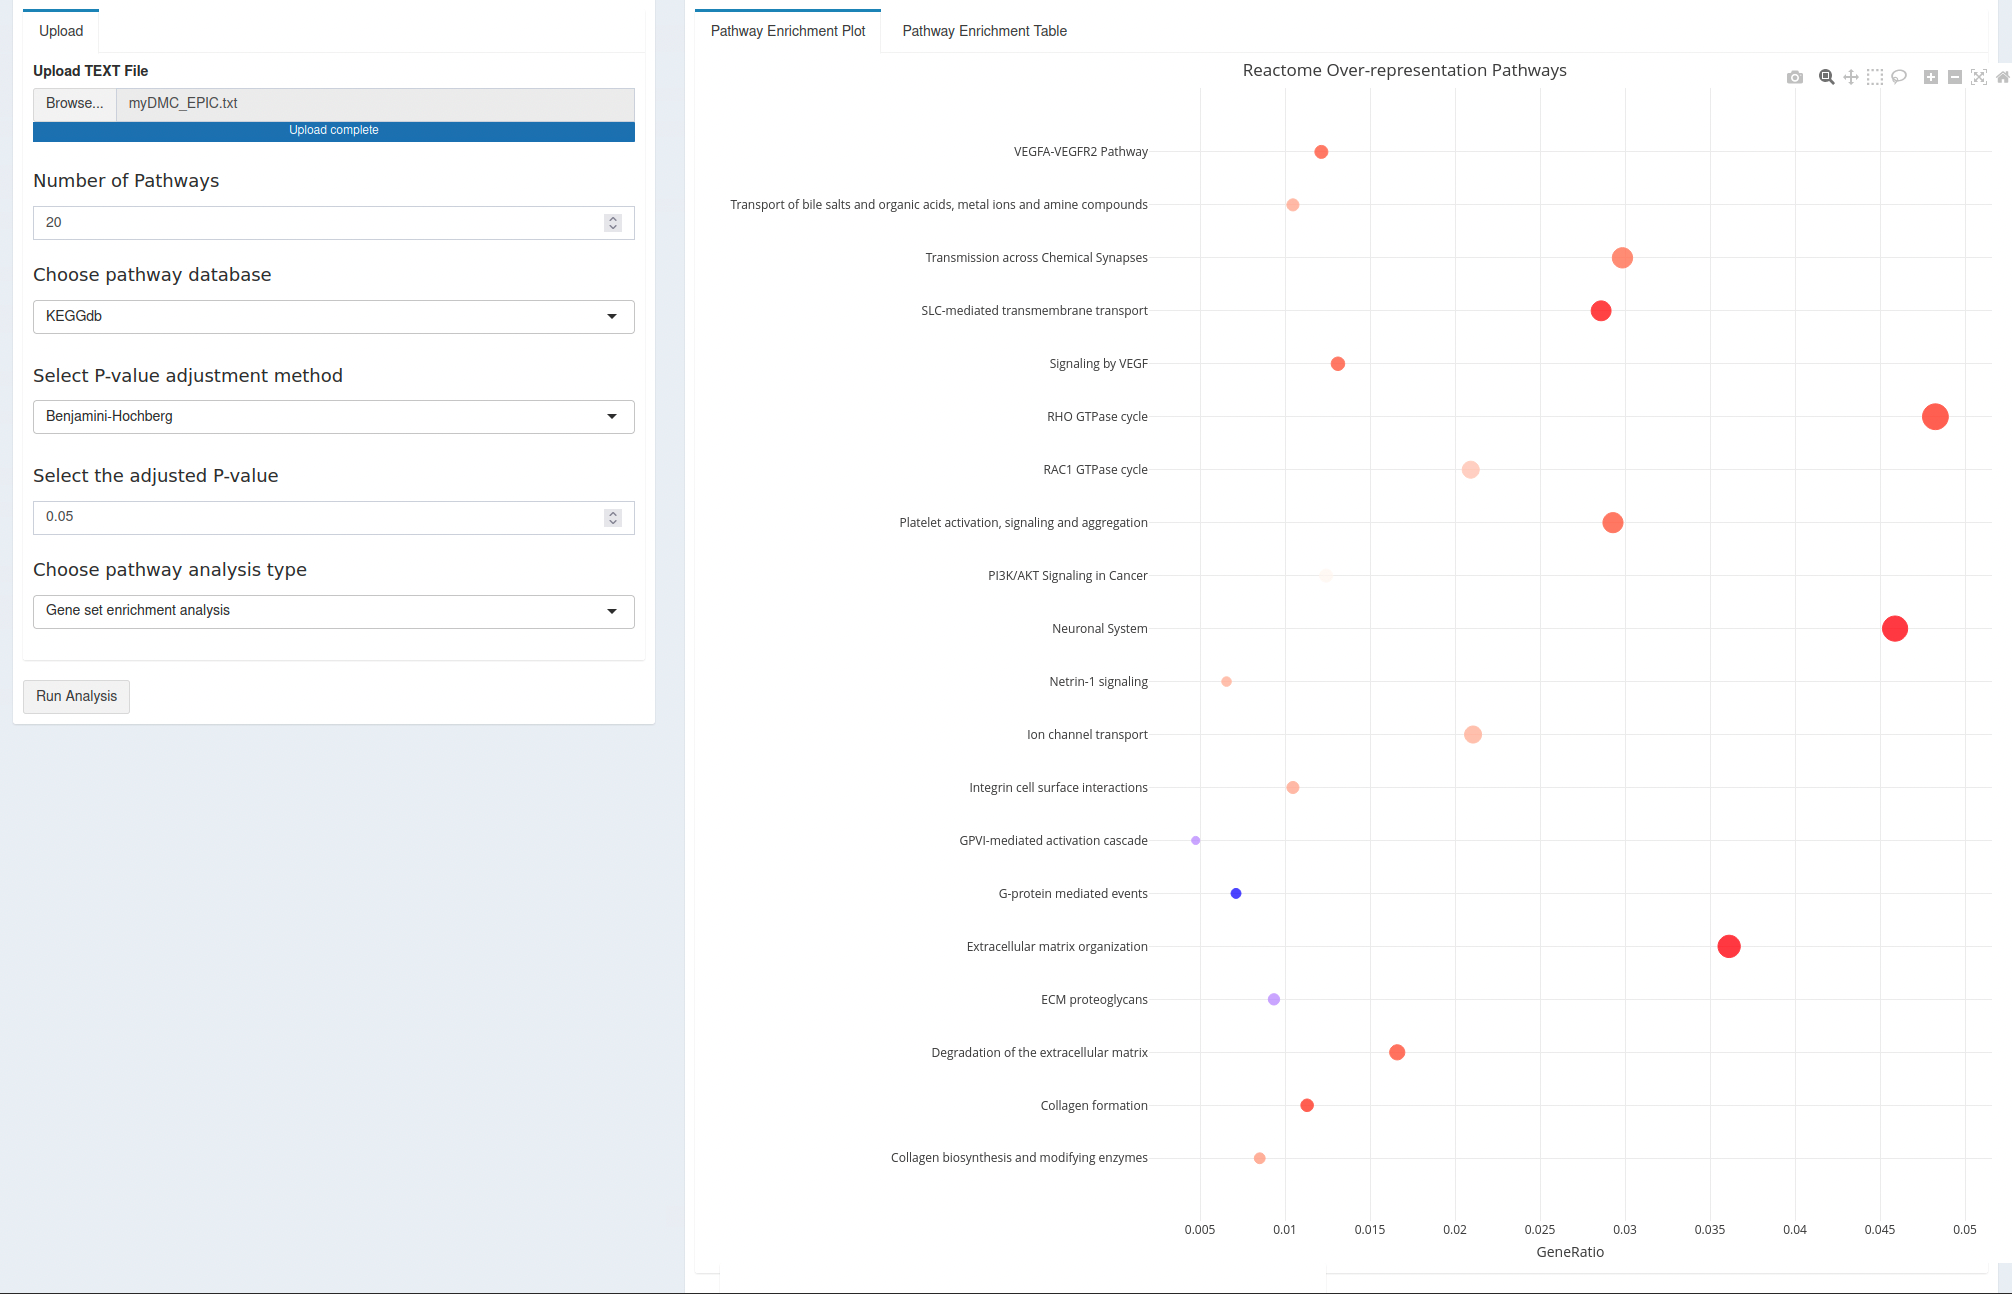 Upload
Upload TEXT File
Browse... myDMC_EPIC.txt
Upload complete
Number of Pathways
20
Choose pathway database
KEGGdb
Select P-value adjustment method
Benjamini-Hochberg
Select the adjusted P-value
0.05
Choose pathway analysis type
Gene set enrichment analysis
Run Analysis
Pathway Enrichment Plot Pathway Enrichment Table
Reactome Over-representation Pathways
VEGFA-VEGFR2 Pathway
Transport of bile salts and organic acids, metal ions and amine compounds
Transmission across Chemical Synapses
SLC-mediated transmembrane transport
Signaling by VEGF
RHO GTPase cycle
RAC1 GTPase cycle
Platelet activation, signaling and aggregation
PI3K/AKT Signaling in Cancer
Neuronal System
Netrin-1 signaling
Ion channel transport
Integrin cell surface interactions
GPVI-mediated activation cascade
G-protein mediated events
Extracellular matrix organization
ECM proteoglycans
Degradation of the extracellular matrix
Collagen formation
Collagen biosynthesis and modifying enzymes
0.005 0.01 0.015 0.02 0.025 0.03 0.035 0.04 0.045 0.05
GeneRatio